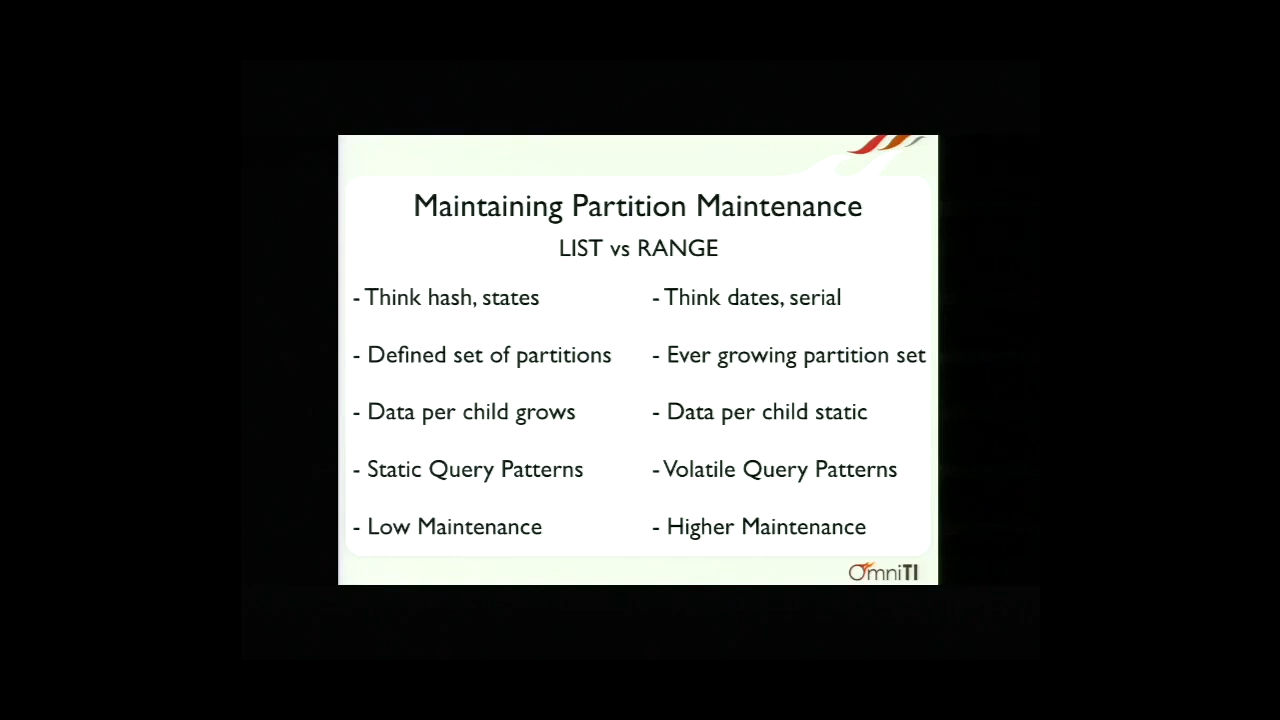 Maintaining Partition Maintenance
LIST vs RANGE
- Think hash, states
- Defined set of partitions
- Data per child grows
- Static Query Patterns
- Low Maintenance
- Think dates, serial
- Ever growing partition set
- Data per child static
- Volatile Query Patterns
- Higher Maintenance
OmniTI